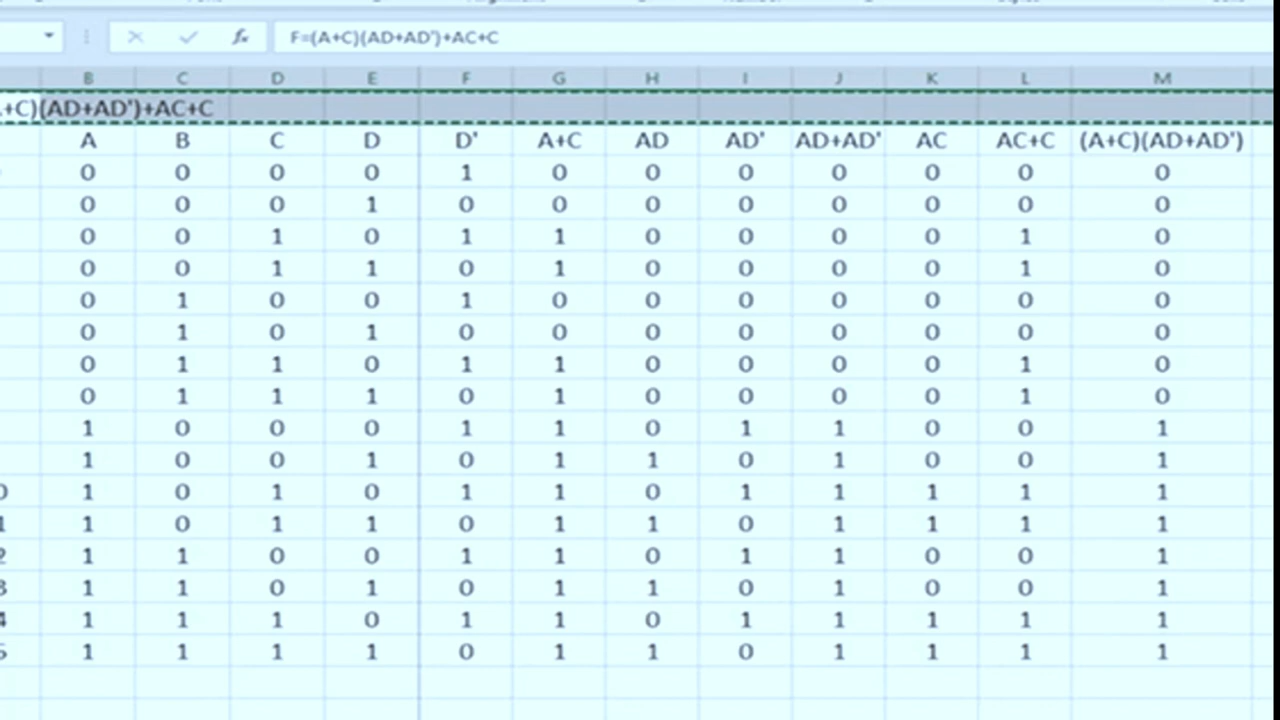 F=(A+C)(AD+AD')+AC+C
B C D E F G H I J K L M
+C)(AD+AD')+AC+C
A B C D D' A+C AD AD' AD+AD' AC AC+C (A+C)(AD+AD')
0 0 0 0 1 0 0 0 0 0 0 0
0 0 0 1 0 0 0 0 0 0 0 0
0 0 1 0 1 1 0 0 0 0 1 0
0 0 1 1 0 1 0 0 0 0 1 0
0 1 0 0 1 0 0 0 0 0 0 0
0 1 0 1 0 0 0 0 0 0 0 0
0 1 1 0 1 1 0 0 0 0 1 0
0 1 1 1 0 1 0 0 0 0 1 0
1 0 0 0 1 1 0 1 1 0 0 1
1 0 0 1 0 1 1 0 1 0 0 1
0 1 0 1 0 1 1 0 1 1 1 1 1
1 1 0 1 1 0 1 1 0 1 1 1 1
2 1 1 0 0 1 1 0 1 1 0 0 1
3 1 1 0 1 0 1 1 0 1 0 0 1
4 1 1 1 0 1 1 0 1 1 1 1 1
5 1 1 1 1 0 1 1 0 1 1 1 1